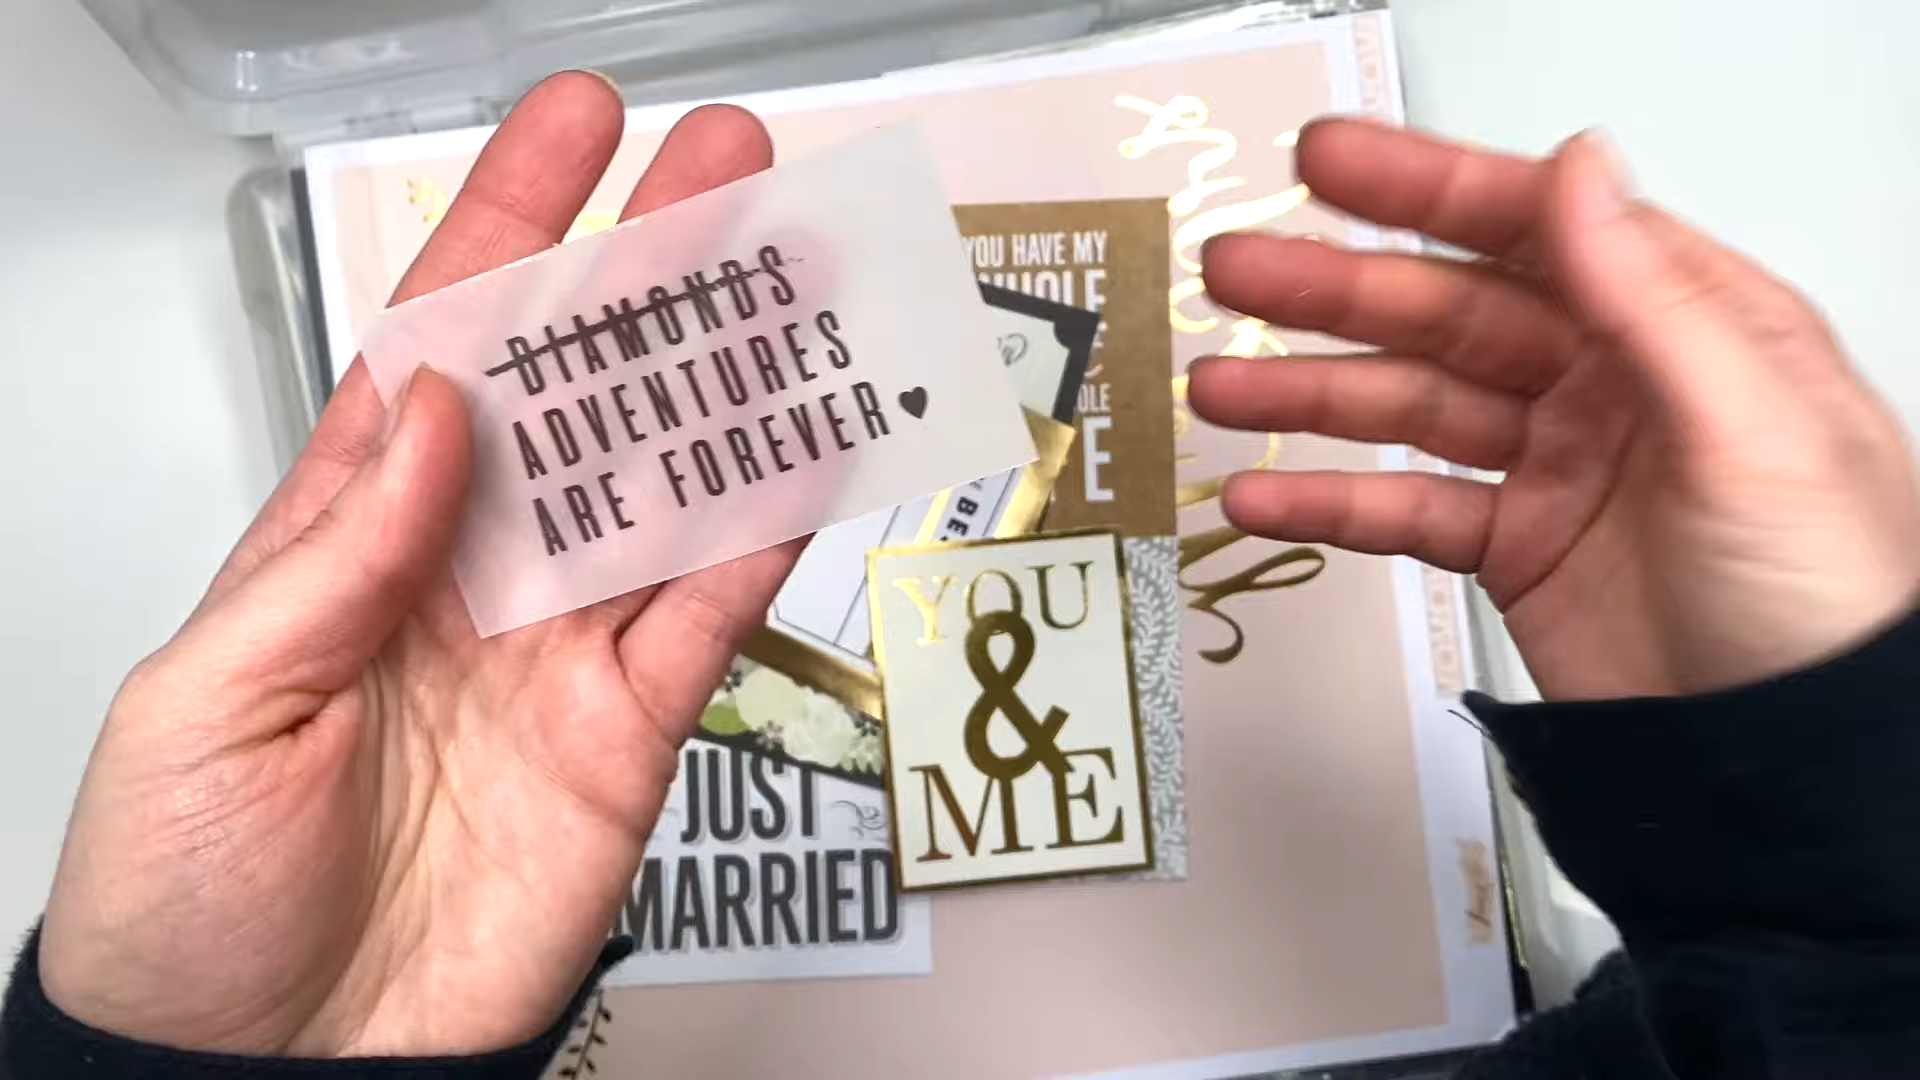 DIAMONDS
ADVENTURES
ARE FOREVER
YOU HAVE MY
WHOLE
YOU
&
ME
JUST
MARRIED